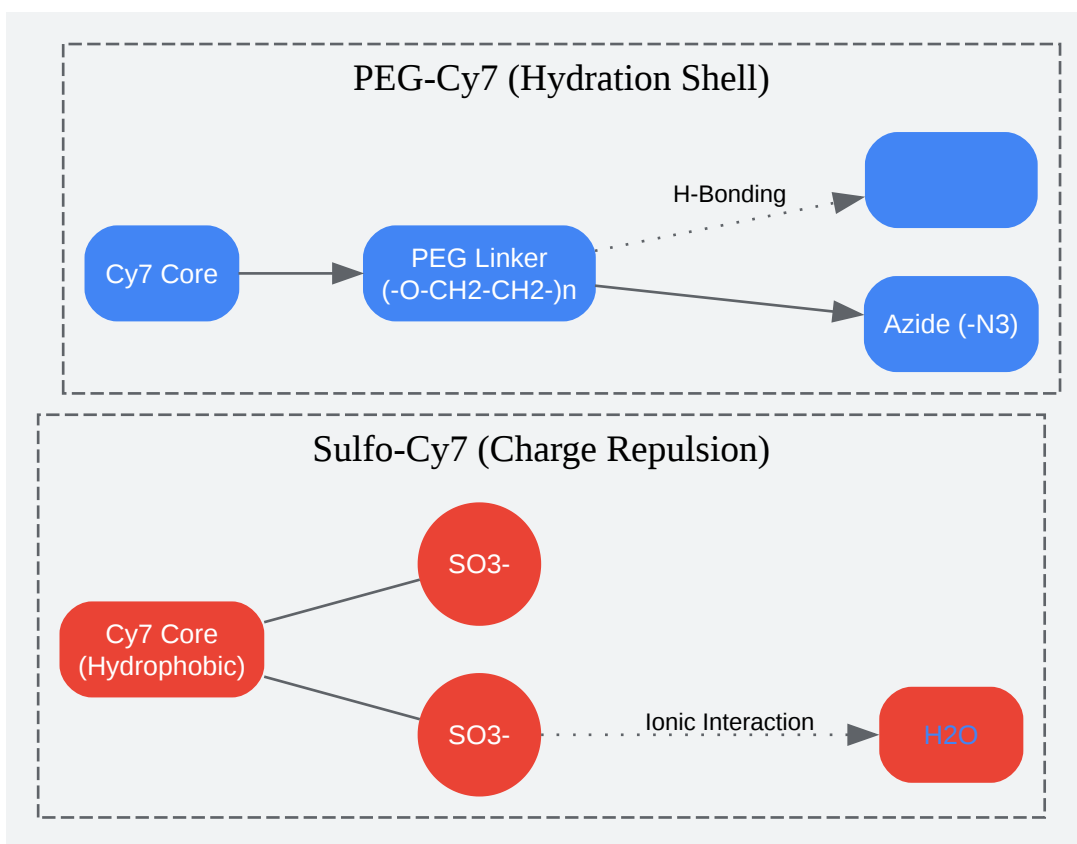 PEG-Cy7 (Hydration Shell)
H-Bonding
Cy7 Core
PEG Linker
(-O-CH2-CH2-)n
Azide (-N3)
Sulfo-Cy7 (Charge Repulsion)
SO3-
Cy7 Core
(Hydrophobic)
SO3-
Ionic Interaction
H2O